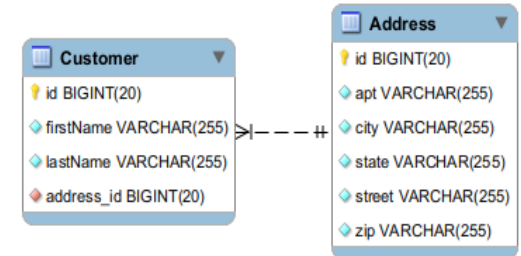 Customer
id BIGINT(20)
firstName VARCHAR(255)
lastName VARCHAR(255)
address_id BIGINT(20)
Address
id BIGINT(20)
apt VARCHAR(255)
city VARCHAR(255)
state VARCHAR(255)
street VARCHAR(255)
zip VARCHAR(255)